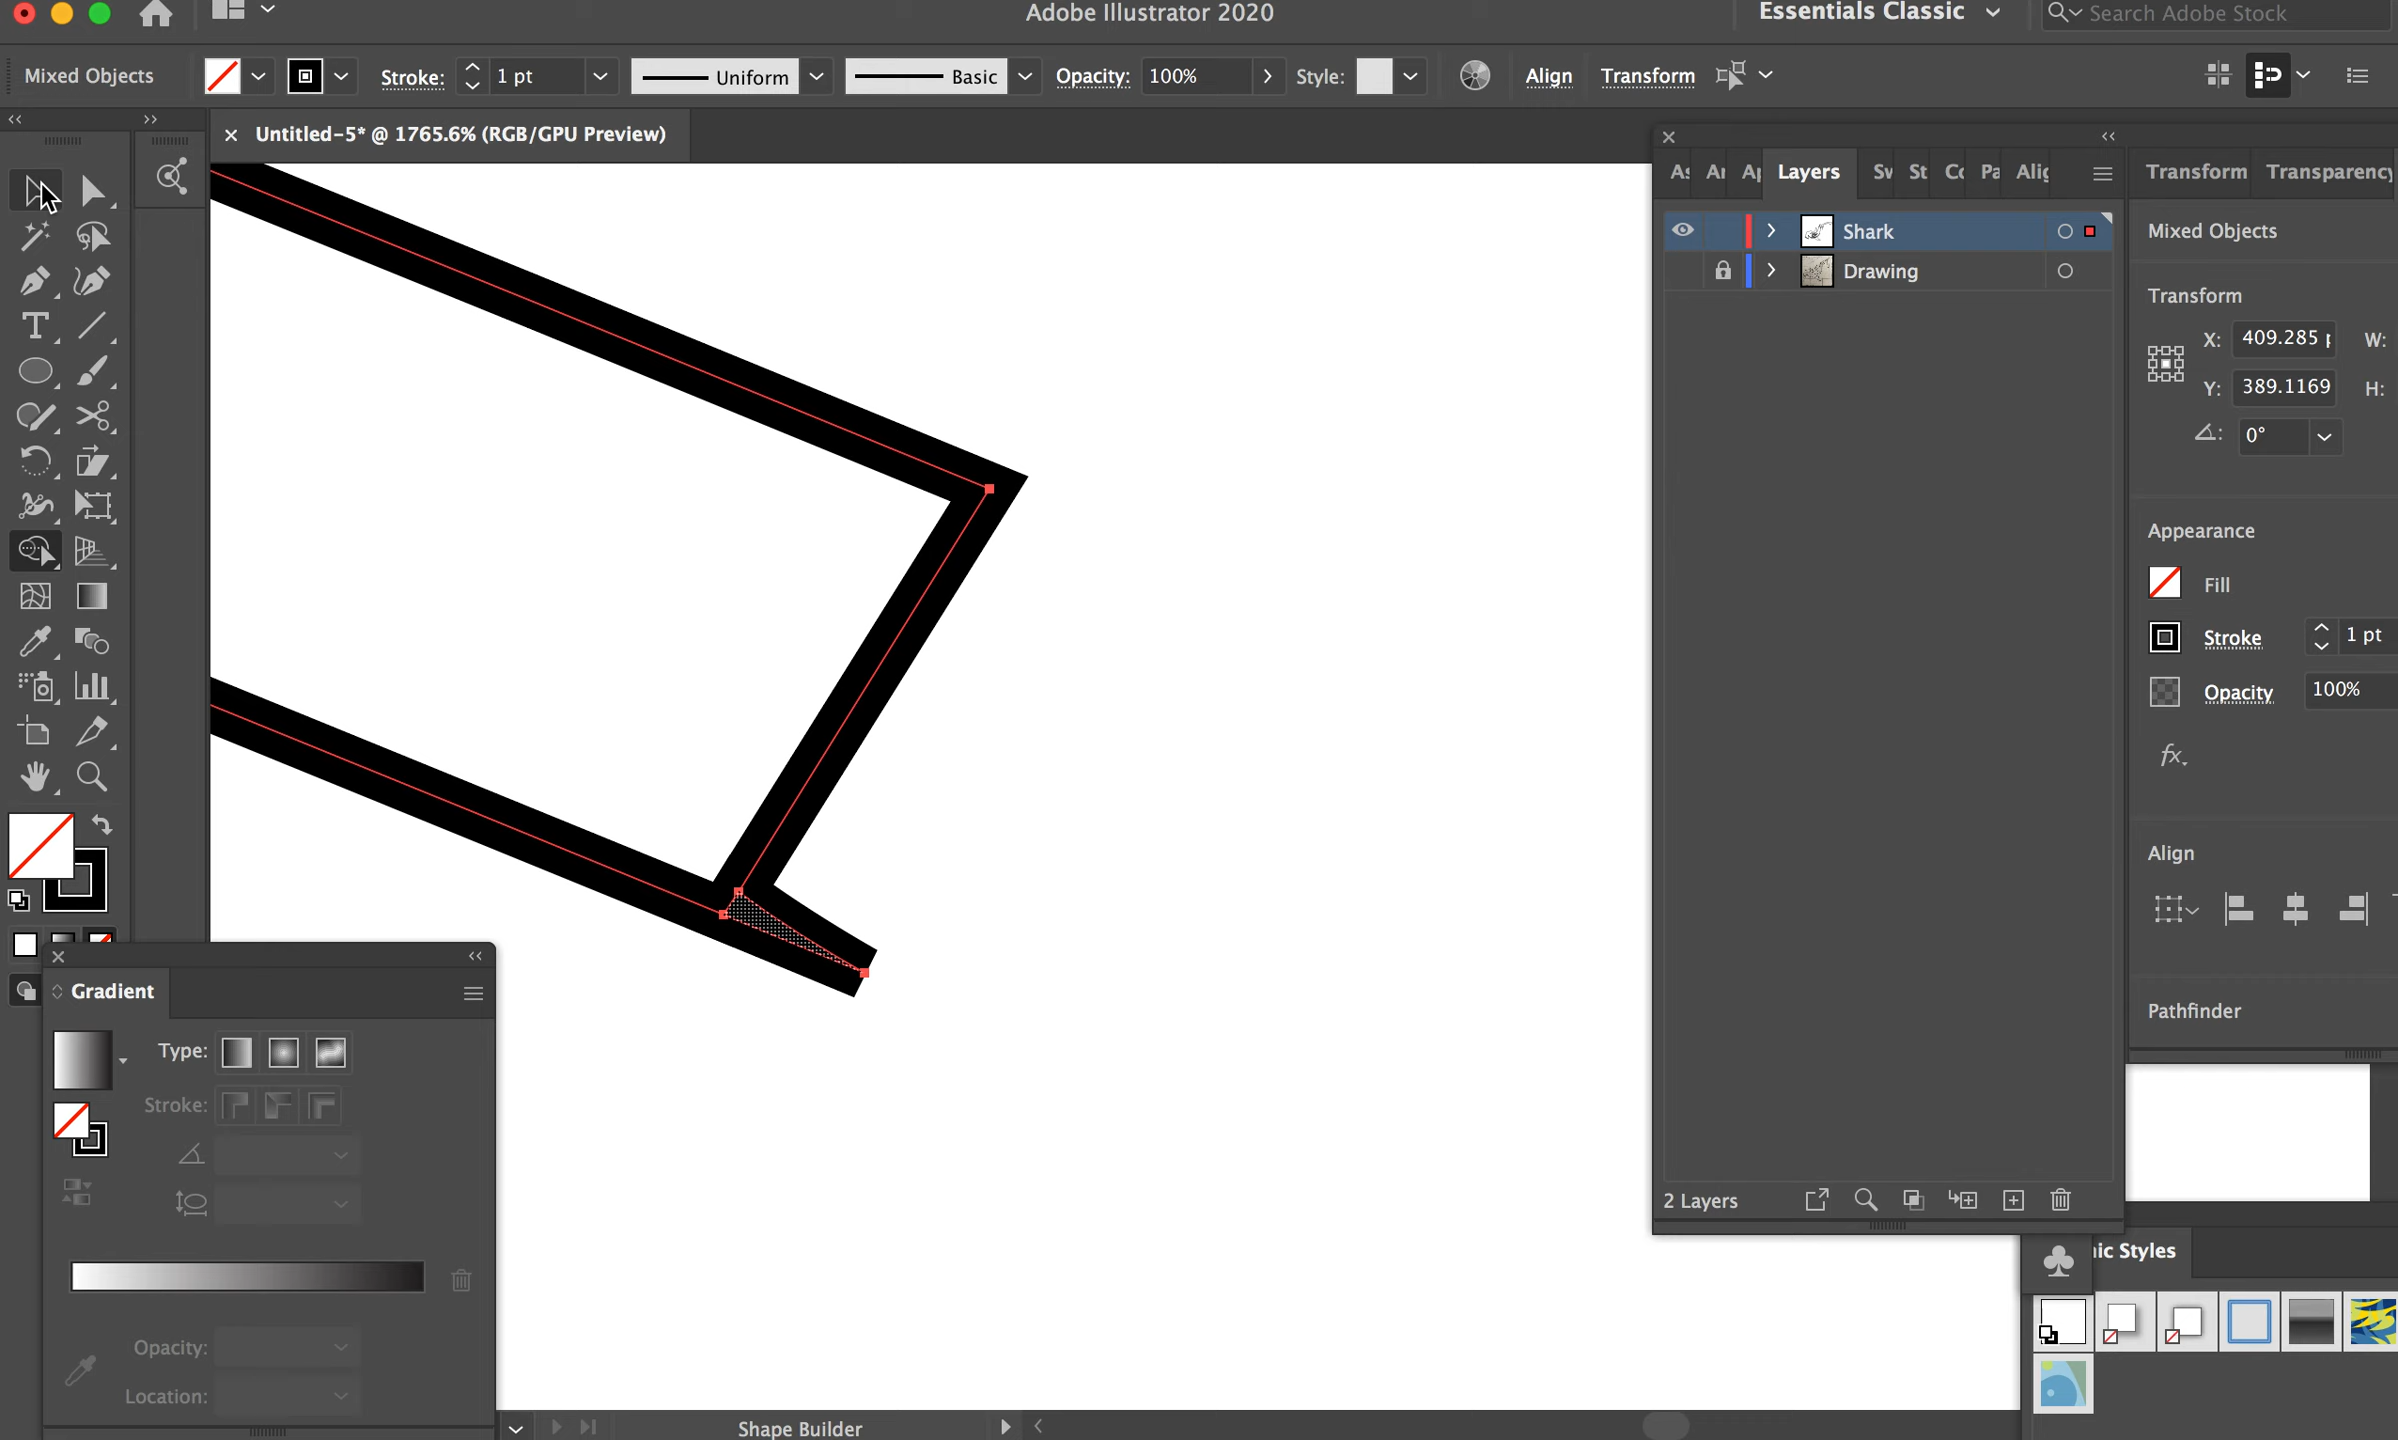 Adobe Illustrator 2020
Essentials Classic
Search Adobe Stock
Mixed Objects
Stroke:
1 pt
Uniform
Basic
Opacity:
100%
Style:
Align
Transform
Untitled-5* @ 1765.6% (RGB/GPU Preview)
Layers
Transform
Transparency
Shark
Drawing
Mixed Objects
Transform
X:
409.285
W:
Y:
389.1169
H:
0°
Appearance
Fill
Stroke
1 pt
Opacity
100%
fx
Align
Pathfinder
2 Layers
ic Styles
Gradient
Type:
Stroke:
Opacity:
Location:
Shape Builder